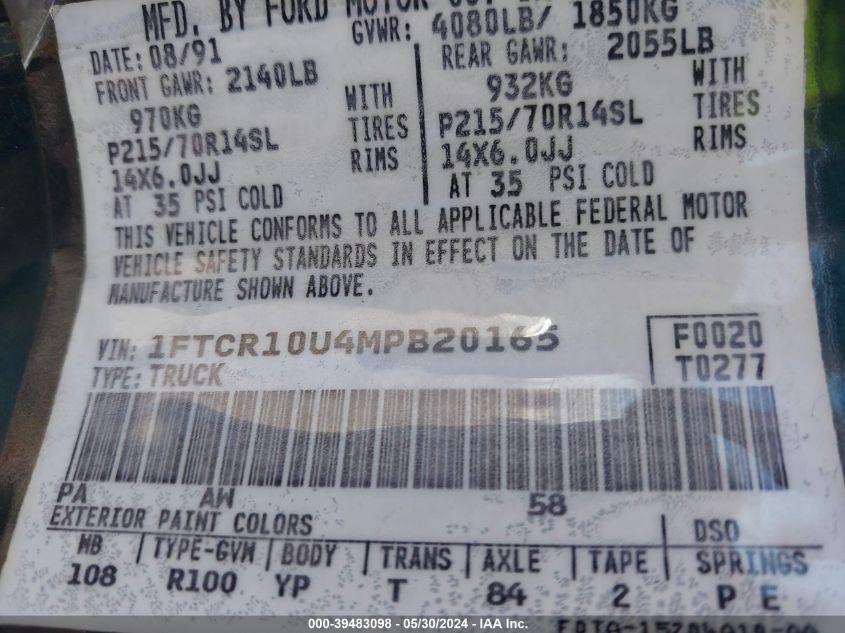 MFD. BY FORD MOTOR
DATE: 08/91 GVWR: 4080LB/ 1850KG
FRONT GAWR: 2140LB REAR GAWR: 2055LB
970KG WITH 932KG WITH
P215/70R14SL TIRES P215/70R14SL TIRES
14X6.0JJ RIMS 14X6.0JJ RIMS
AT 35 PSI COLD AT 35 PSI COLD
THIS VEHICLE CONFORMS TO ALL APPLICABLE FEDERAL MOTOR
VEHICLE SAFETY STANDARDS IN EFFECT ON THE DATE OF
MANUFACTURE SHOWN ABOVE.
VIN: 1FTCR10U4MPB20165 F0020
TYPE: TRUCK T0277
PA AW 58
EXTERIOR PAINT COLORS DSO
WB TYPE-GVW BODY TRANS AXLE TAPE SPRINGS
108 R100 YP T 84 2 P E
000-39483098 - 05/30/2024 - IAA Inc.